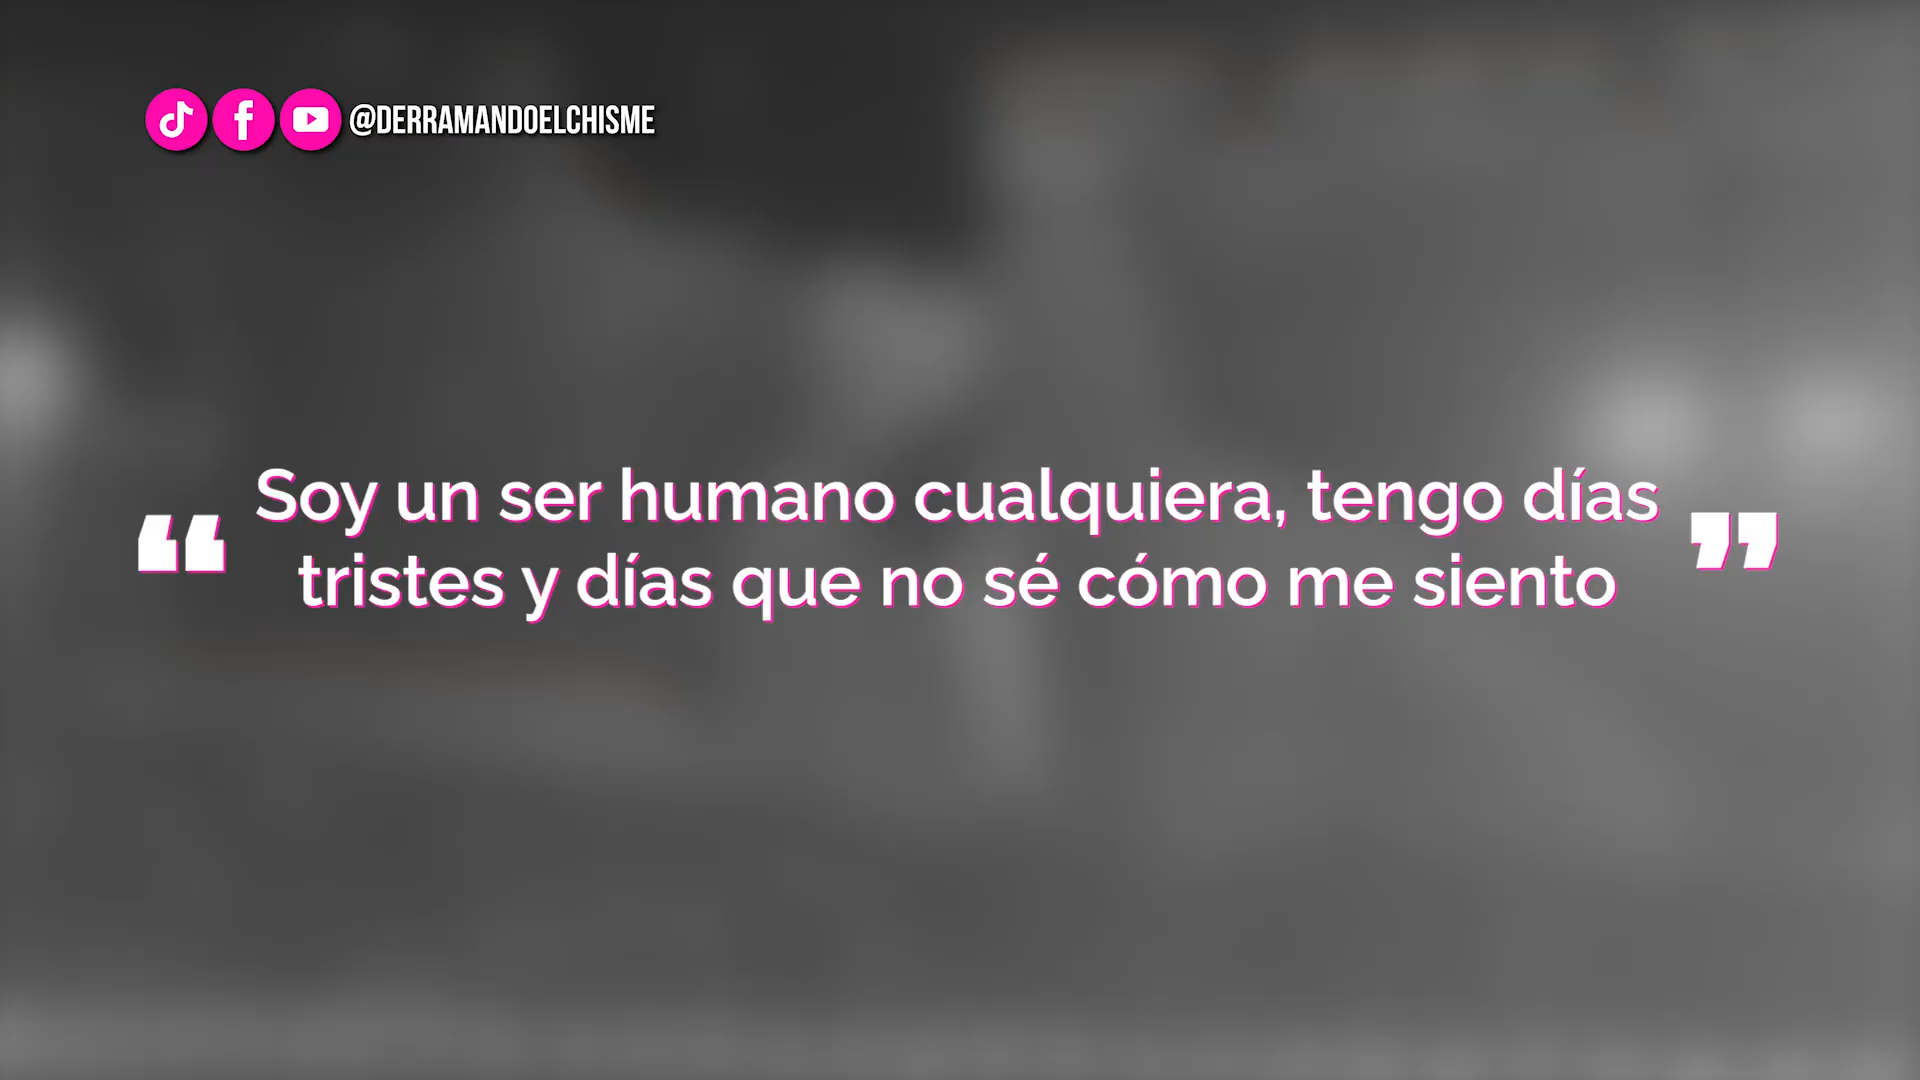 @DERRAMANDOELCHISME
“Soy un ser humano cualquiera, tengo días
tristes y días que no sé cómo me siento”